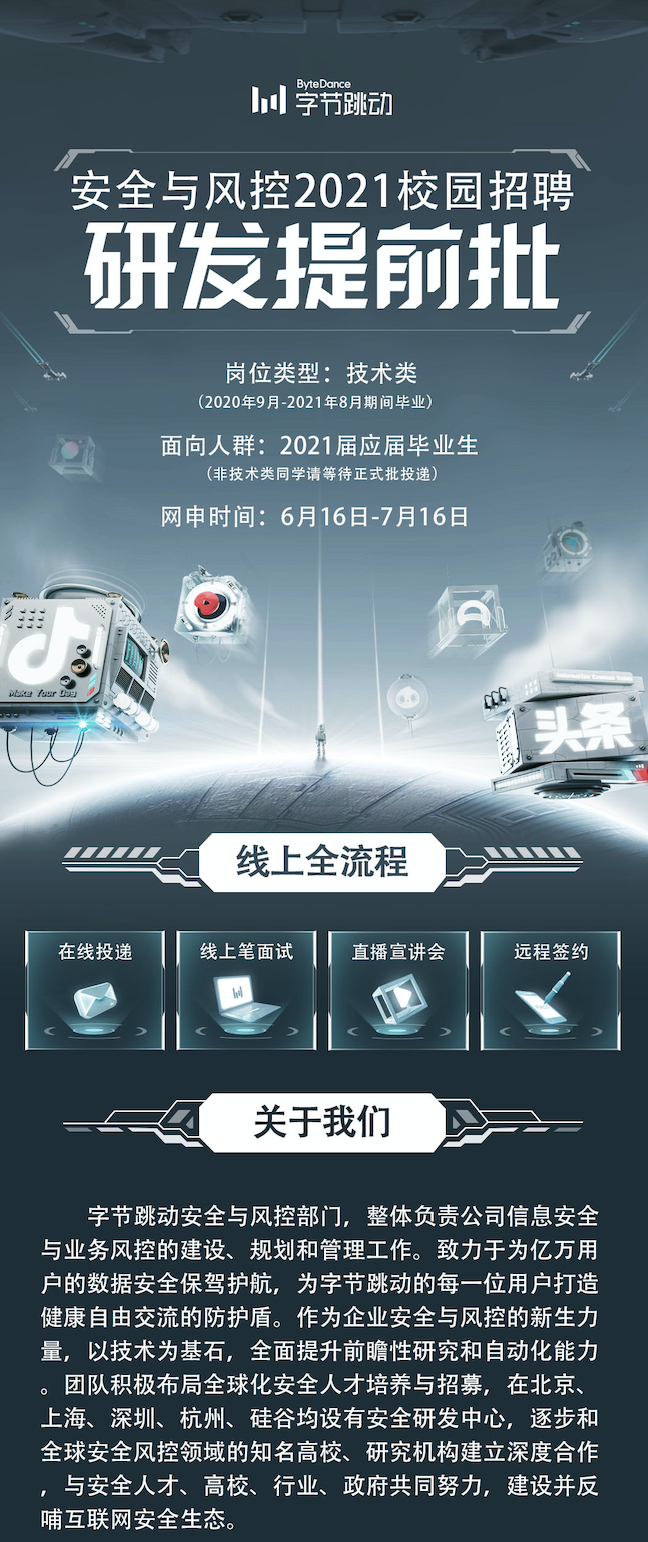 ByteDance
字节跳动
安全与风控2021校园招聘
研发提前批
岗位类型：技术类
（2020年9月-2021年8月期间毕业）
面向人群：2021届应届毕业生
（非技术类同学请等待正式批投递）
网申时间：6月16日-7月16日
Make Your Day
头条
线上全流程
在线投递
线上笔面试
直播宣讲会
远程签约
关于我们
字节跳动安全与风控部门，整体负责公司信息安全
与业务风控的建设、规划和管理工作。致力于为亿万用
户的数据安全保驾护航，为字节跳动的每一位用户打造
健康自由交流的防护盾。作为企业安全与风控的新生力
量，以技术为基石，全面提升前瞻性研究和自动化能力
。团队积极布局全球化安全人才培养与招募，在北京、
上海、深圳、杭州、硅谷均设有安全研发中心，逐步和
全球安全风控领域的知名高校、研究机构建立深度合作
，与安全人才、高校、行业、政府共同努力，建设并反
哺互联网安全生态。